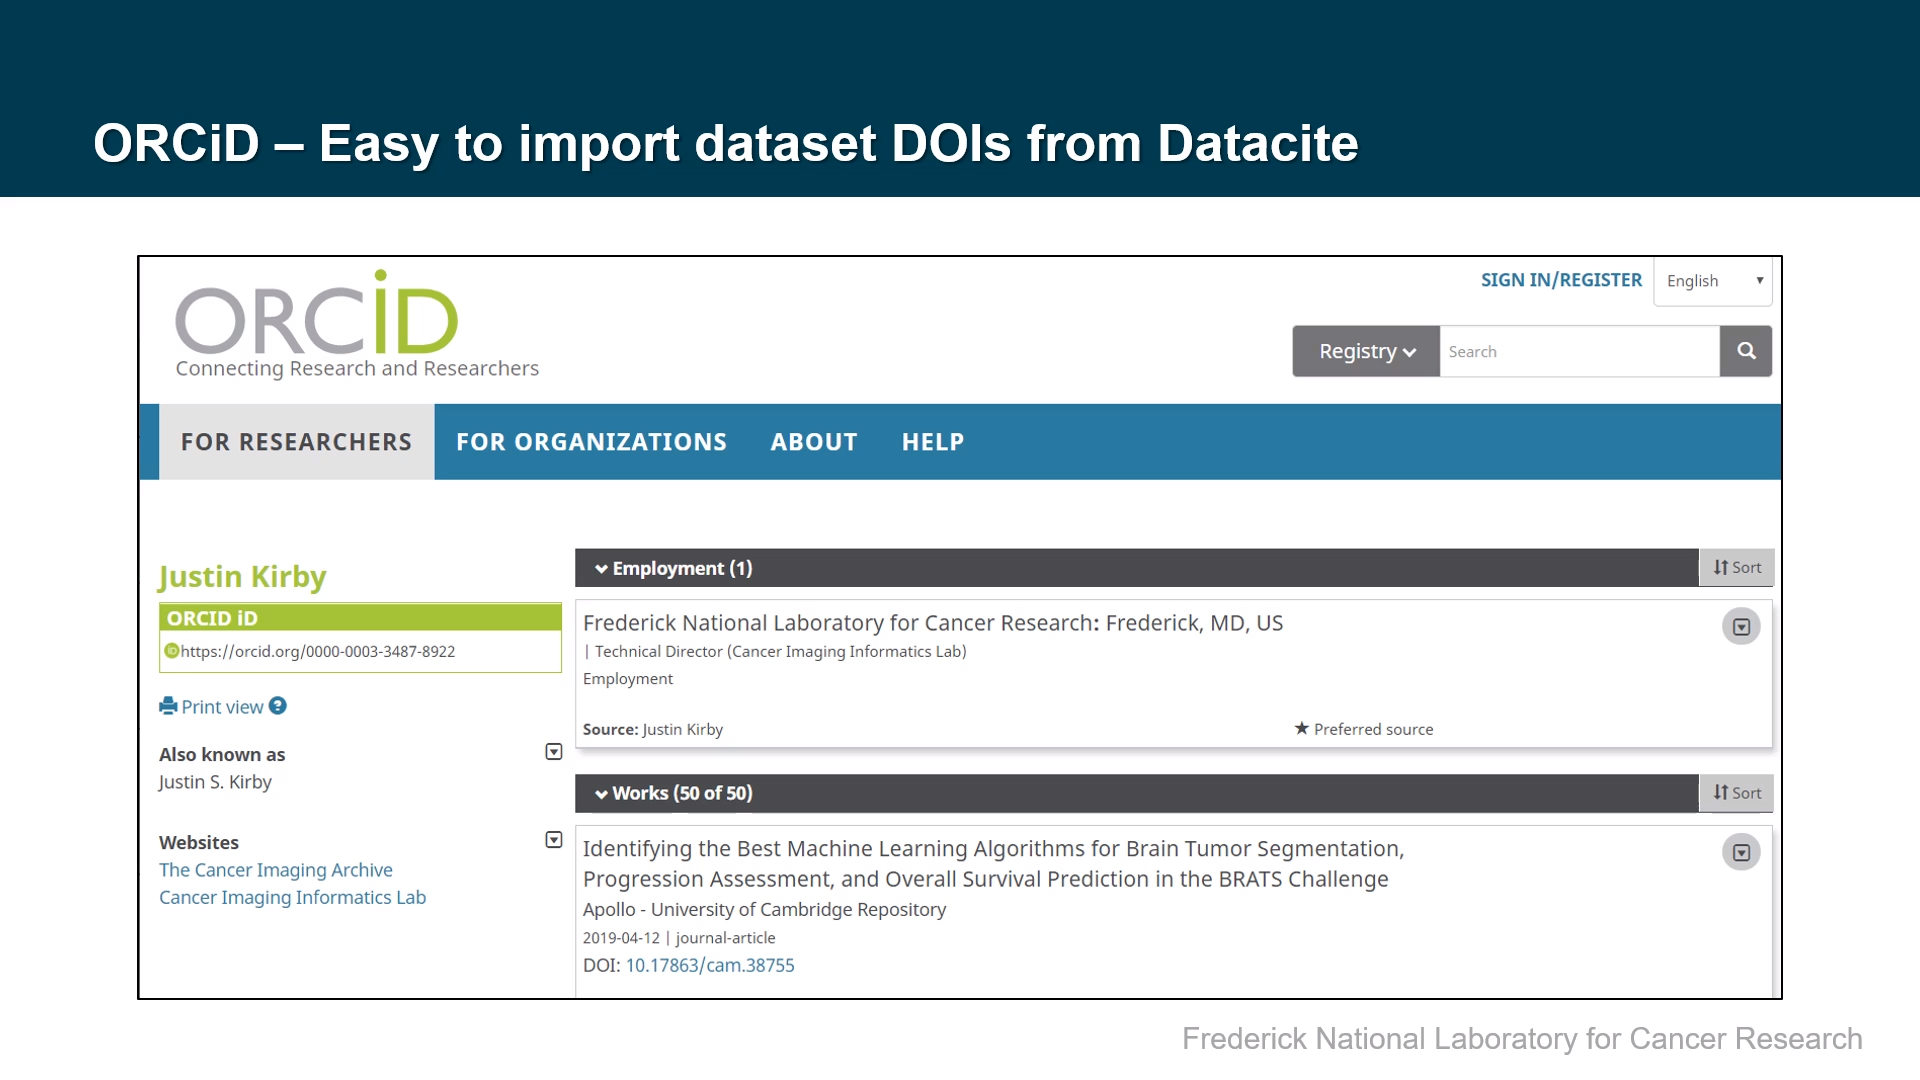 ORCiD – Easy to import dataset DOIs from Datacite
ORCiD
Connecting Research and Researchers
SIGN IN/REGISTER
English
Registry
Search
FOR RESEARCHERS
FOR ORGANIZATIONS
ABOUT
HELP
Justin Kirby
ORCID iD
iD https://orcid.org/0000-0003-3487-8922
Print view ?
Also known as
Justin S. Kirby
Websites
The Cancer Imaging Archive
Cancer Imaging Informatics Lab
Employment (1)
Sort
Frederick National Laboratory for Cancer Research: Frederick, MD, US
| Technical Director (Cancer Imaging Informatics Lab)
Employment
Source: Justin Kirby
Preferred source
Works (50 of 50)
Sort
Identifying the Best Machine Learning Algorithms for Brain Tumor Segmentation,
Progression Assessment, and Overall Survival Prediction in the BRATS Challenge
Apollo - University of Cambridge Repository
2019-04-12 | journal-article
DOI: 10.17863/cam.38755
Frederick National Laboratory for Cancer Research